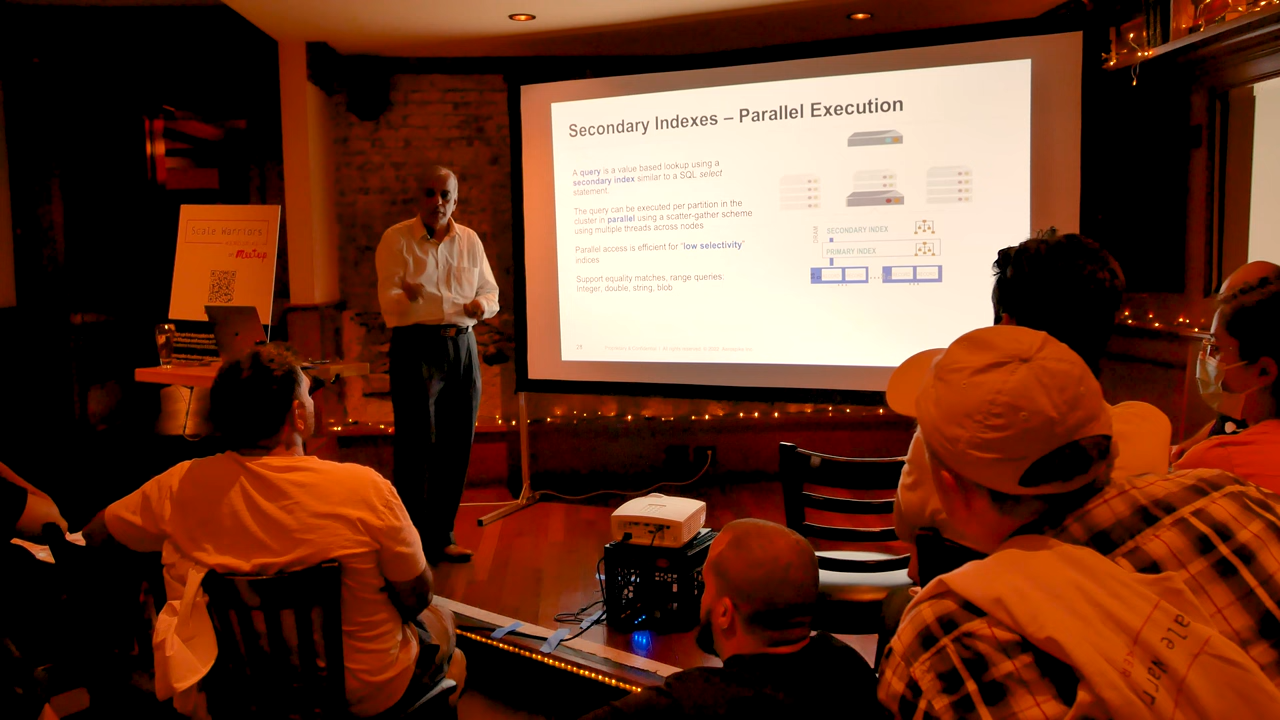 Secondary Indexes – Parallel Execution
A query is a value based lookup using a
secondary index similar to a SQL select
statement.
The query can be executed per partition in the
cluster in parallel using a scatter-gather scheme
using multiple threads across nodes
Parallel access is efficient for "low selectivity"
indices
Support equality matches, range queries.
Integer, double, string, blob
DRAM
SECONDARY INDEX
PRIMARY INDEX
25
Scale Warriors
on
meetup